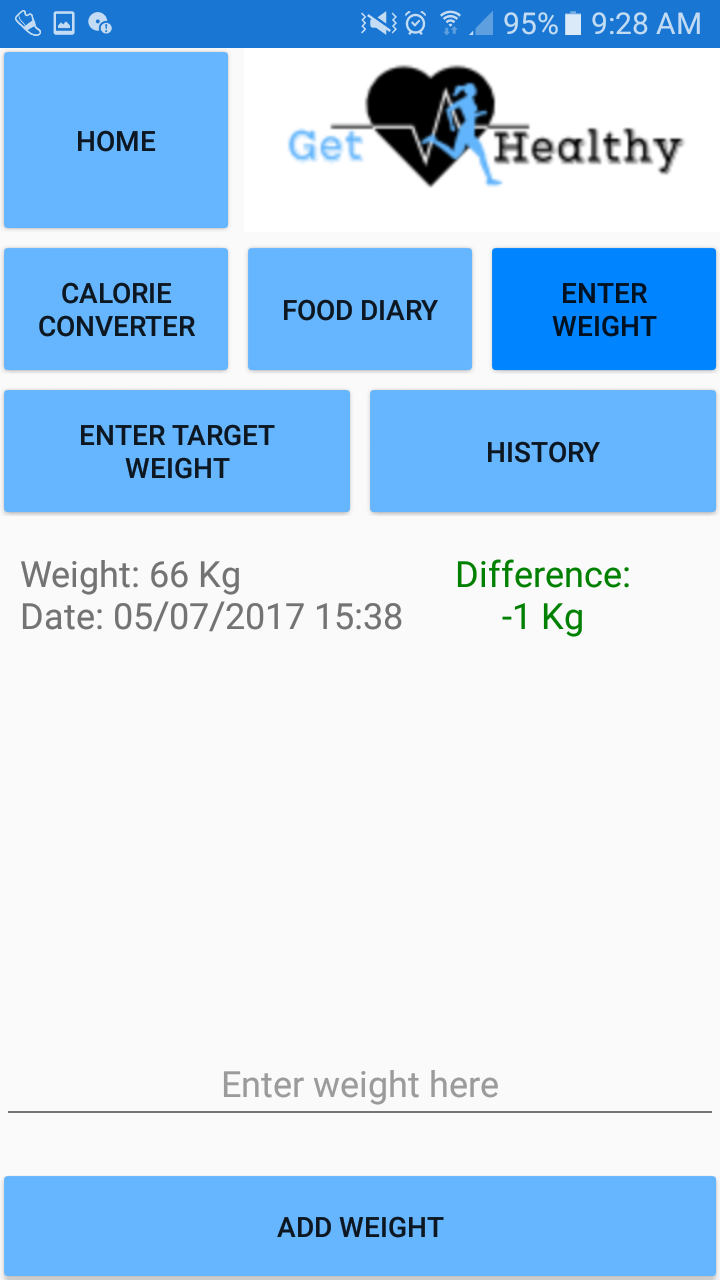 95% 9:28 AM
HOME
Get Healthy
CALORIE
CONVERTER
FOOD DIARY
ENTER
WEIGHT
ENTER TARGET
WEIGHT
HISTORY
Weight: 66 Kg
Date: 05/07/2017 15:38
Difference:
-1 Kg
Enter weight here
ADD WEIGHT